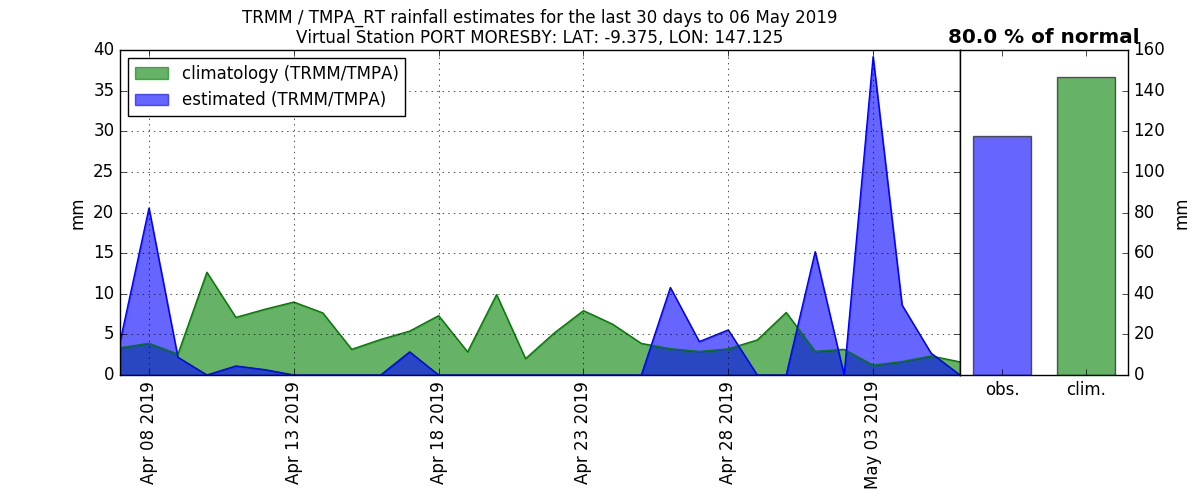 TRMM / TMPA_RT rainfall estimates for the last 30 days to 06 May 2019
Virtual Station PORT MORESBY: LAT: -9.375, LON: 147.125
80.0 % of normal
climatology (TRMM/TMPA)
estimated (TRMM/TMPA)
mm
40
35
30
25
20
15
10
5
0
Apr 08 2019
Apr 13 2019
Apr 18 2019
Apr 23 2019
Apr 28 2019
May 03 2019
obs.
clim.
160
140
120
100
80
60
40
20
0
mm